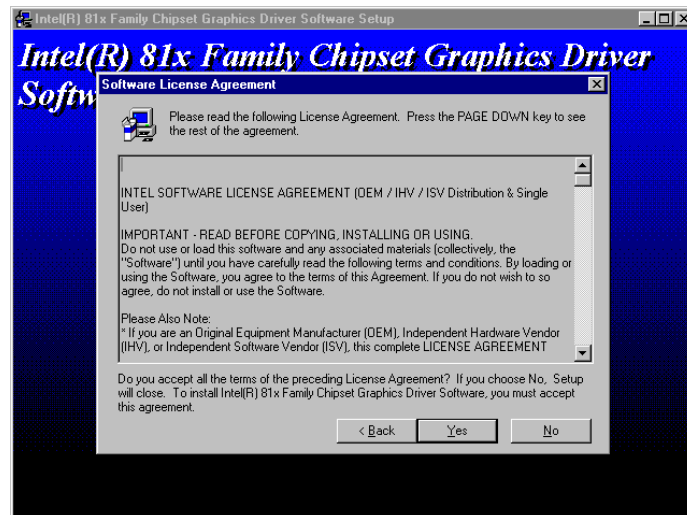 Intel(R) 81x Family Chipset Graphics Driver Software Setup
Intel(R) 81x Family Chipset Graphics Driver
Softw
Software License Agreement
Please read the following License Agreement. Press the PAGE DOWN key to see
the rest of the agreement.
INTEL SOFTWARE LICENSE AGREEMENT (OEM / IHV / ISV Distribution & Single
User)
IMPORTANT - READ BEFORE COPYING, INSTALLING OR USING.
Do not use or load this software and any associated materials (collectively, the
"Software") until you have carefully read the following terms and conditions. By loading or
using the Software, you agree to the terms of this Agreement. If you do not wish to so
agree, do not install or use the Software.
Please Also Note:
* If you are an Original Equipment Manufacturer (OEM), Independent Hardware Vendor
(IHV), or Independent Software Vendor (ISV), this complete LICENSE AGREEMENT
Do you accept all the terms of the preceding License Agreement? If you choose No, Setup
will close. To install Intel(R) 81x Family Chipset Graphics Driver Software, you must accept
this agreement.
< Back Yes No